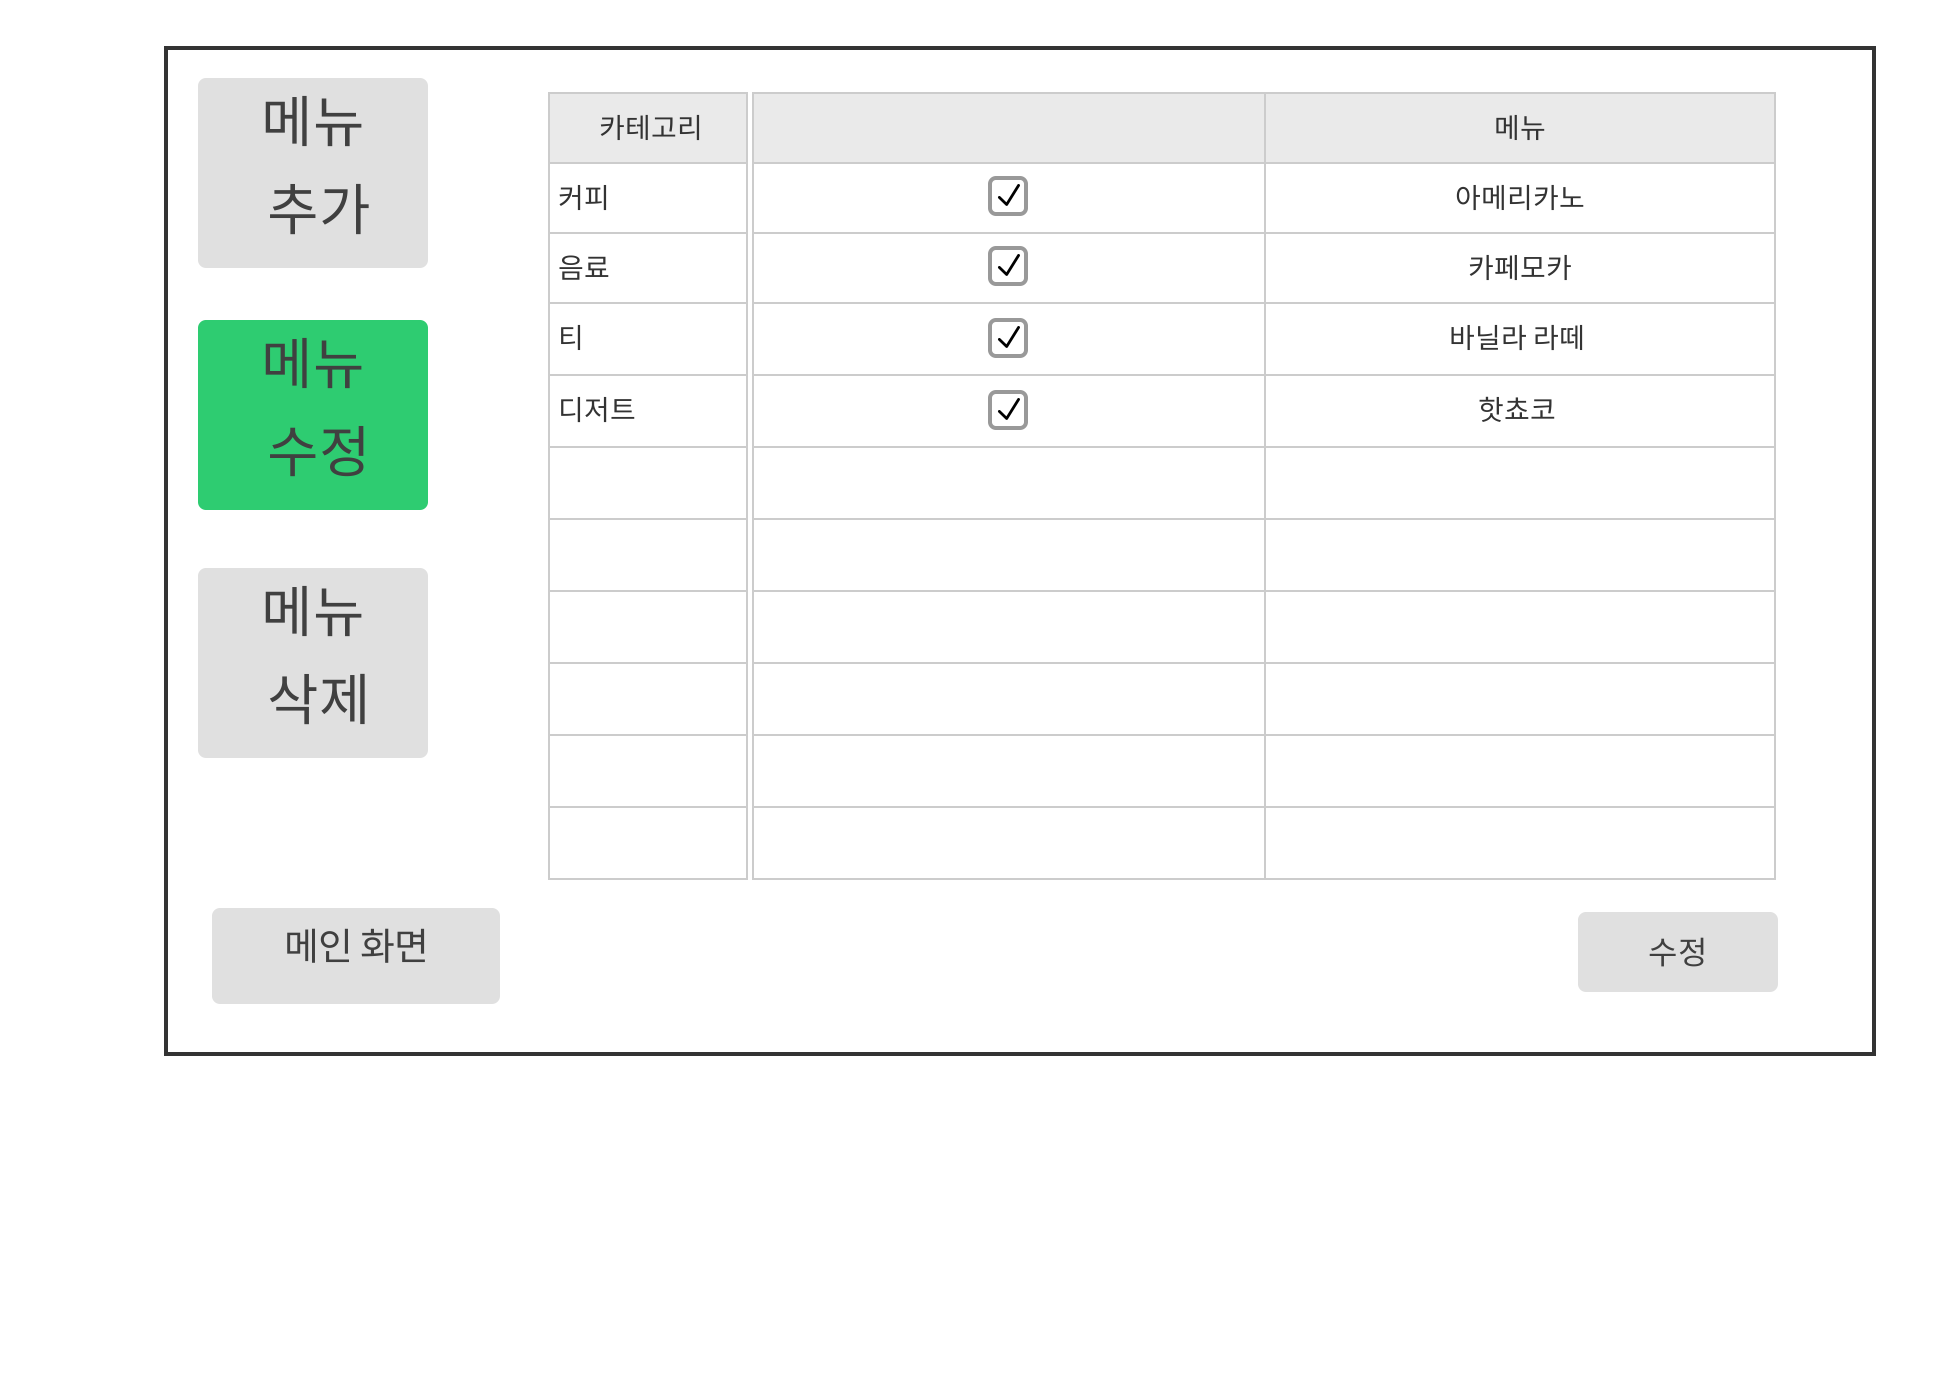 메뉴
추가
메뉴
수정
메뉴
삭제
메인 화면
카테고리
커피
음료
티
디저트
메뉴
아메리카노
카페모카
바닐라 라떼
핫쵸코
수정